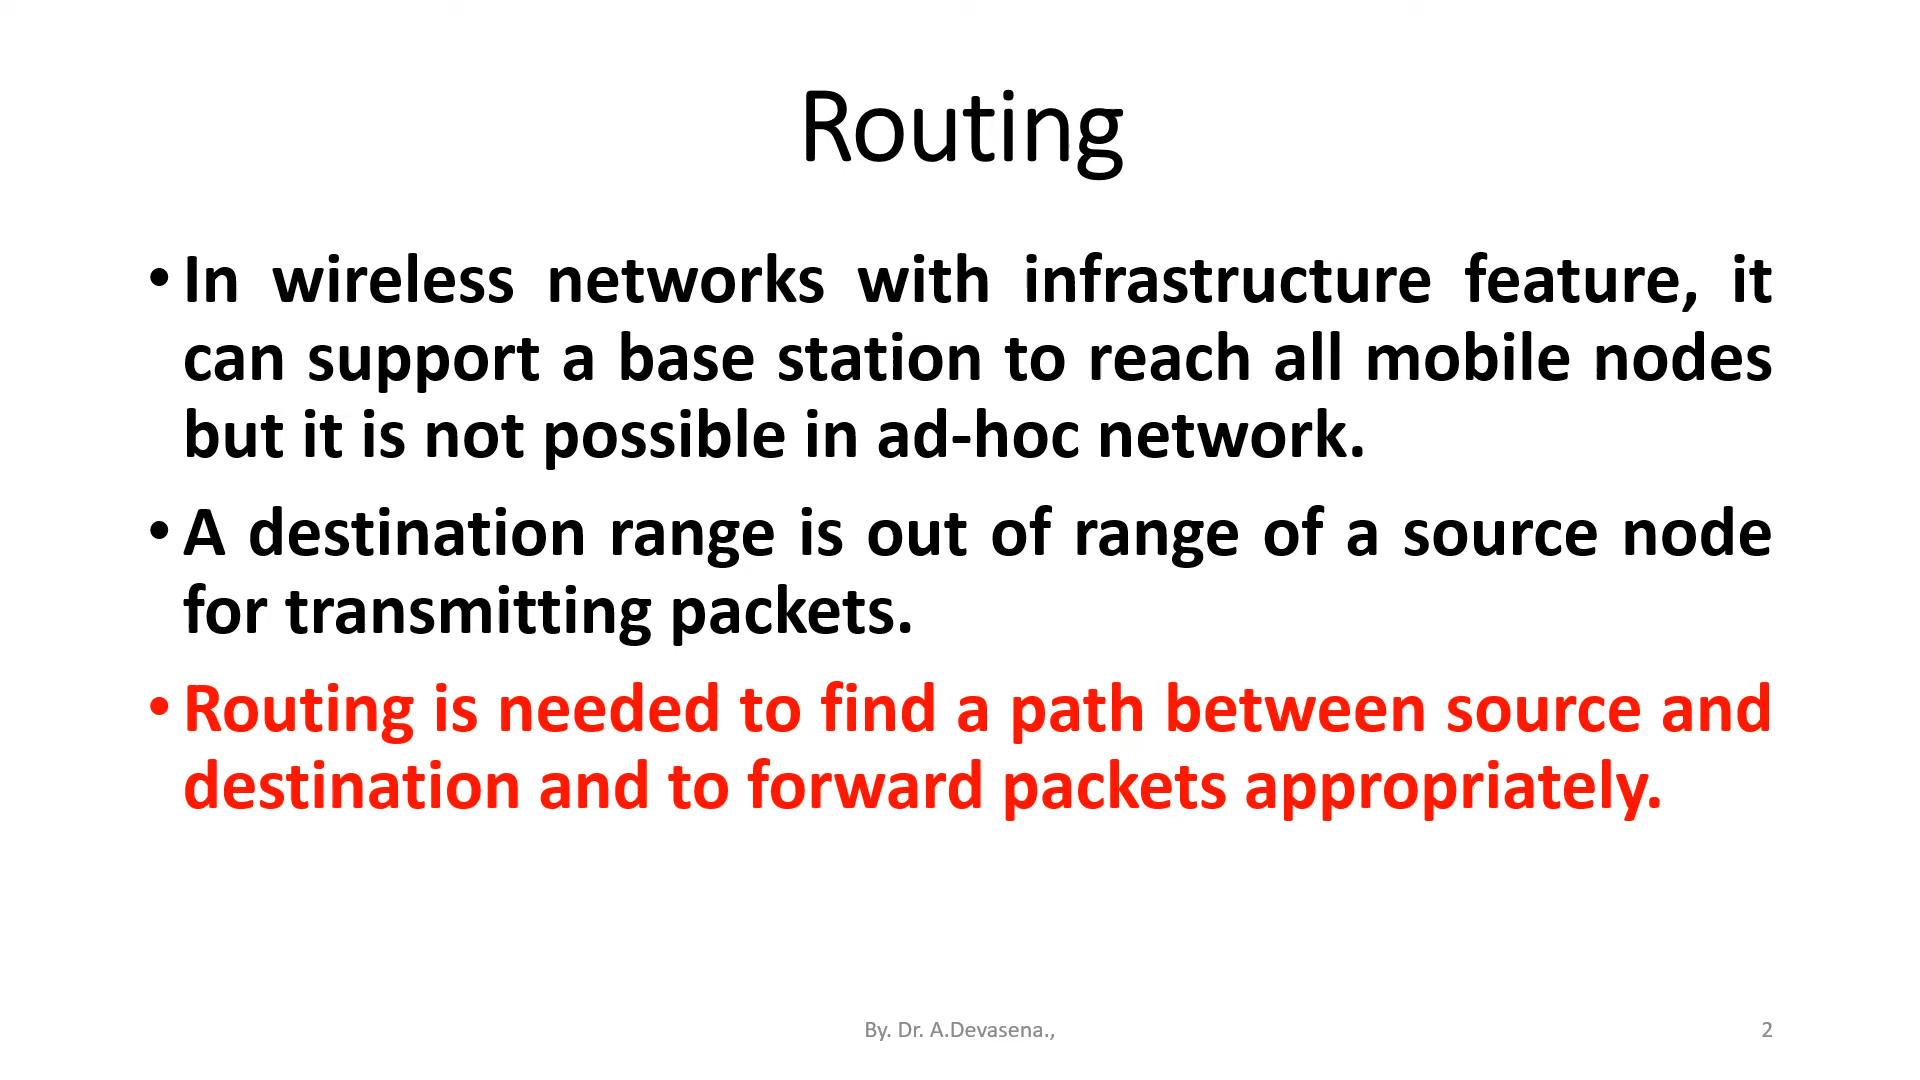 Routing
• In wireless networks with infrastructure feature, it
can support a base station to reach all mobile nodes
but it is not possible in ad-hoc network.
• A destination range is out of range of a source node
for transmitting packets.
• Routing is needed to find a path between source and
destination and to forward packets appropriately.
By. Dr. A.Devasena.,
2